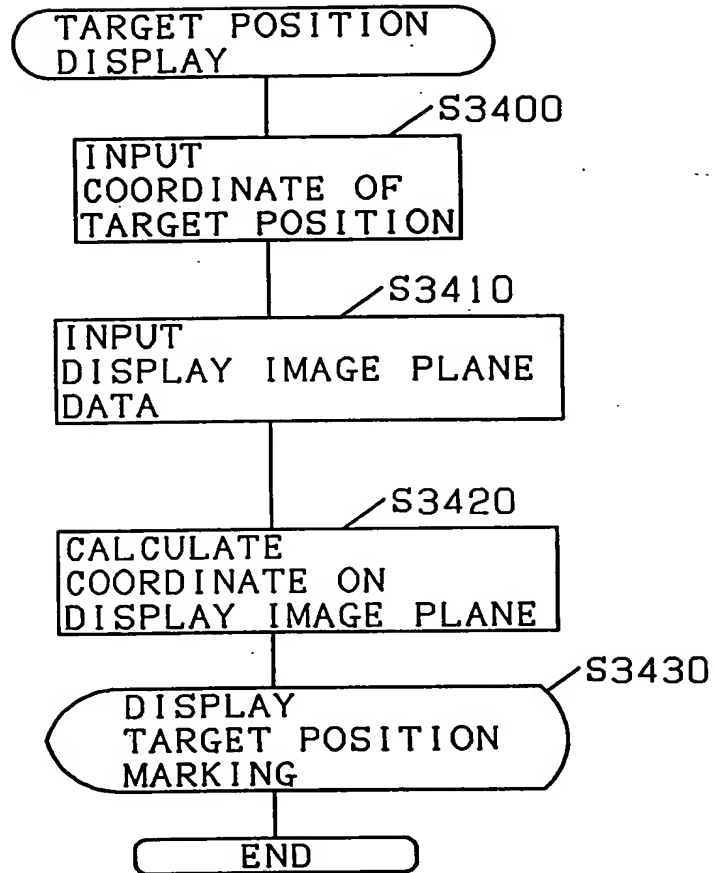 TARGET POSITION
DISPLAY
S3400
INPUT
COORDINATE OF
TARGET POSITION
S3410
INPUT
DISPLAY IMAGE PLANE
DATA
S3420
CALCULATE
COORDINATE ON
DISPLAY IMAGE PLANE
S3430
DISPLAY
TARGET POSITION
MARKING
END